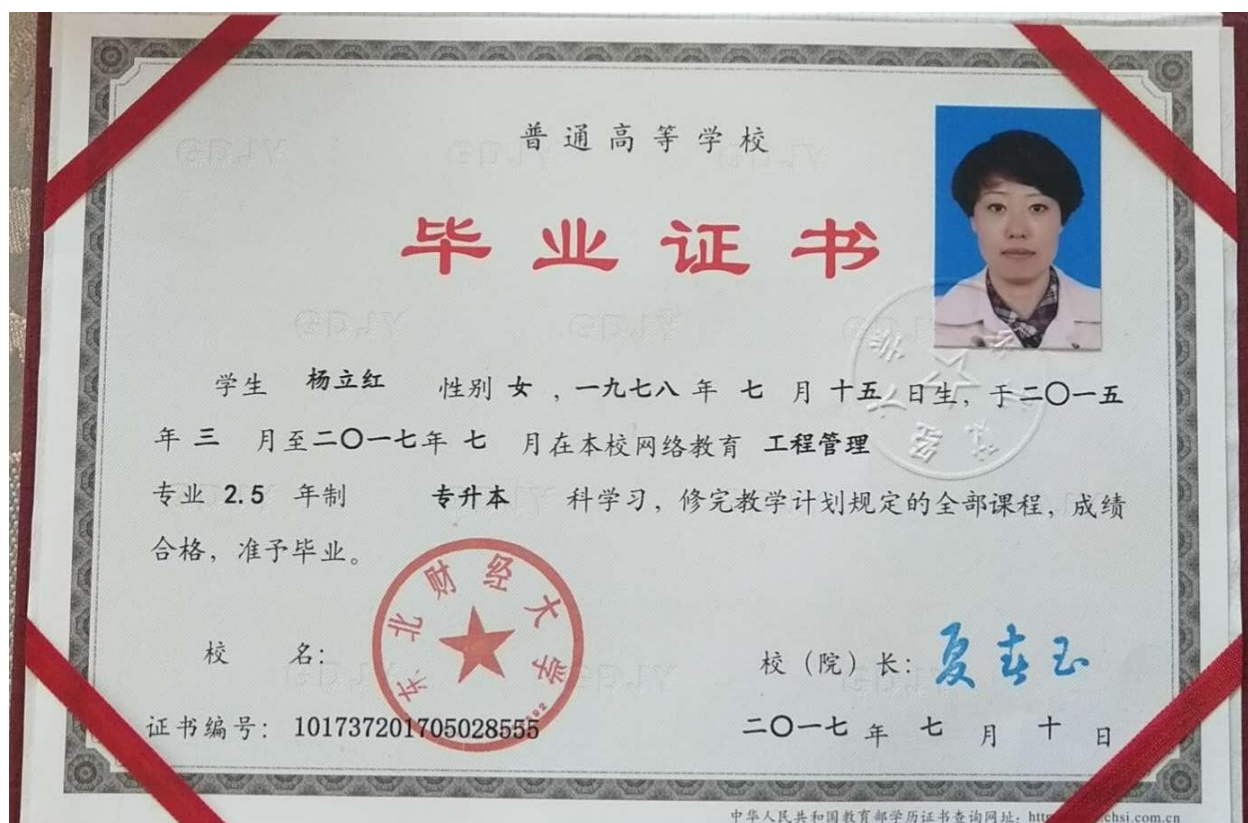 普通高等学校
毕业证书
学生 杨立红 性别 女 ，一九七八 年 七 月 十五 日生，于二〇一五
年 三 月至二〇一七年 七 月在本校网络教育 工程管理
专业 2.5 年制 专升本 科学习，修完教学计划规定的全部课程，成绩
合格，准予毕业。
东北财经大学
校 名：
校（院）长：夏春玉
证书编号：101737201705028555
二〇一七 年 七 月 十 日
中华人民共和国教育部学历证书查询网址：chsi.com.cn